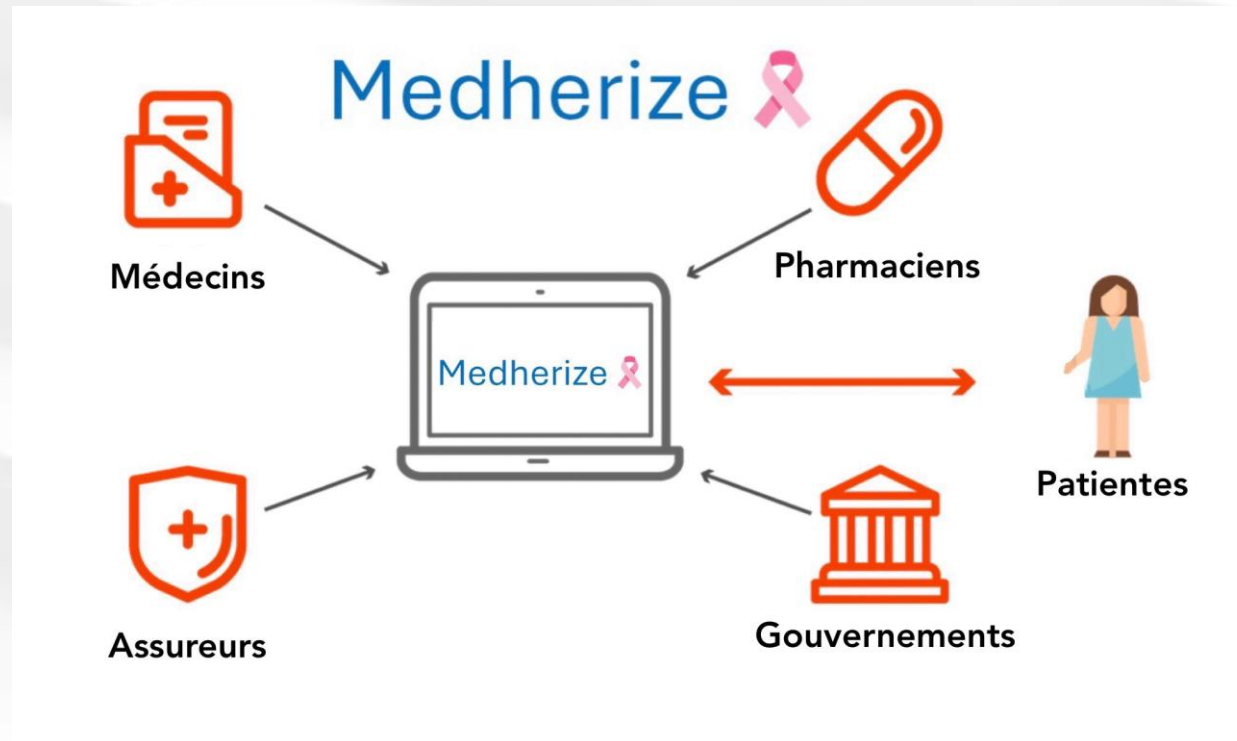 Medherize
Médecins
Pharmaciens
Medherize
Patientes
Assureurs
Gouvernements